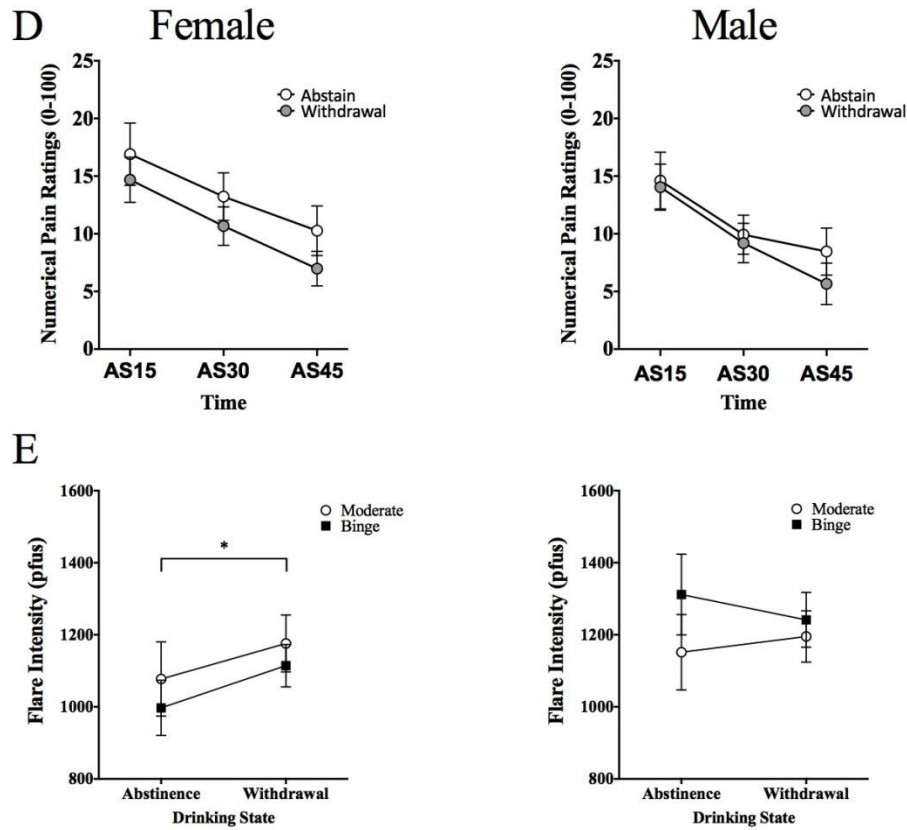 D
Female
Male
Numerical Pain Ratings (0-100)
25
20
15
10
5
0
Abstain
Withdrawal
AS15 AS30 AS45
Time
Numerical Pain Ratings (0-100)
25
20
15
10
5
0
Abstain
Withdrawal
AS15 AS30 AS45
Time
E
Flare Intensity (pfus)
1600
1400
1200
1000
800
Moderate
Binge
*
Abstinence Withdrawal
Drinking State
Flare Intensity (pfus)
1600
1400
1200
1000
800
Moderate
Binge
Abstinence Withdrawal
Drinking State